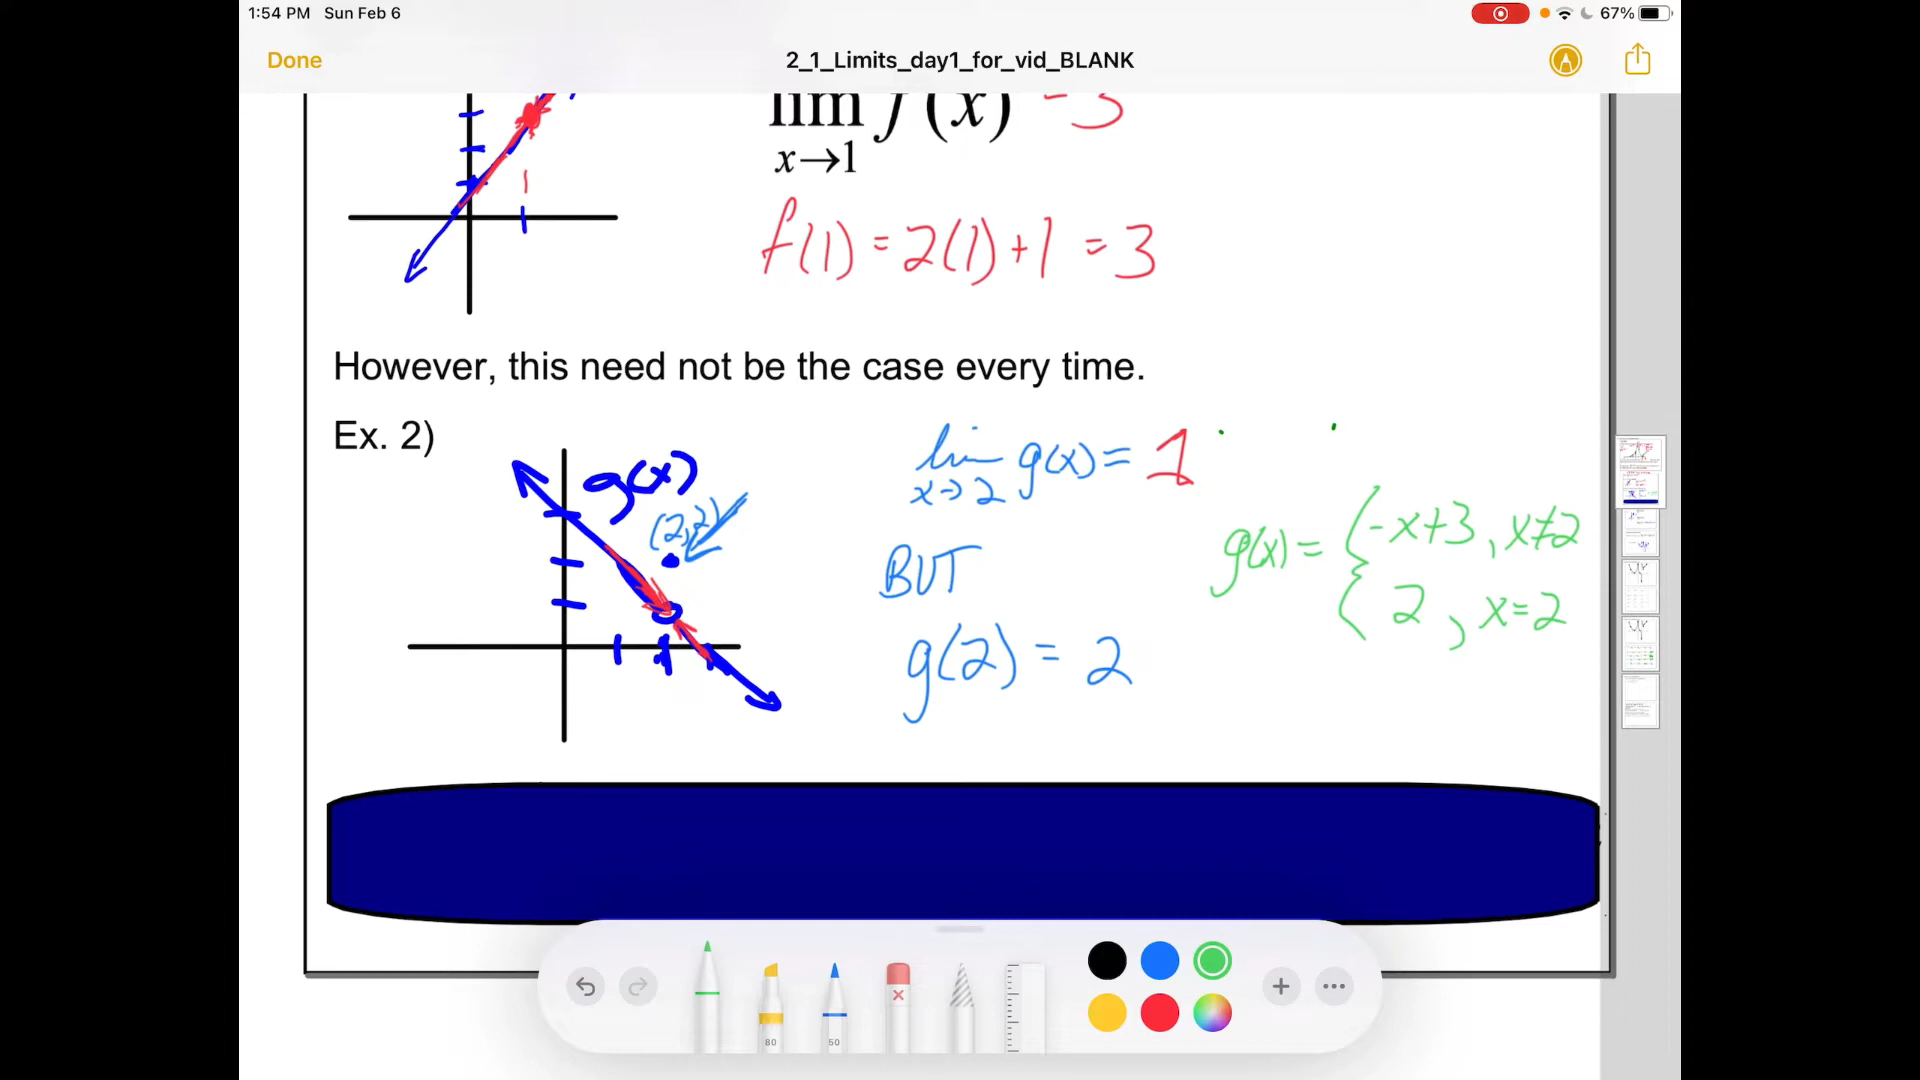 1:54 PM Sun Feb 6
67%
Done
2_1_Limits_day1_for_vid_BLANK
lim f(x) = 3
x→1
f(1) = 2(1)+1 = 3
However, this need not be the case every time.
Ex. 2)
g(x)
(2,2)
lim g(x) = 1
x→2
BUT
g(2) = 2
g(x) = { -x+3, x≠2
2, x=2
80
50